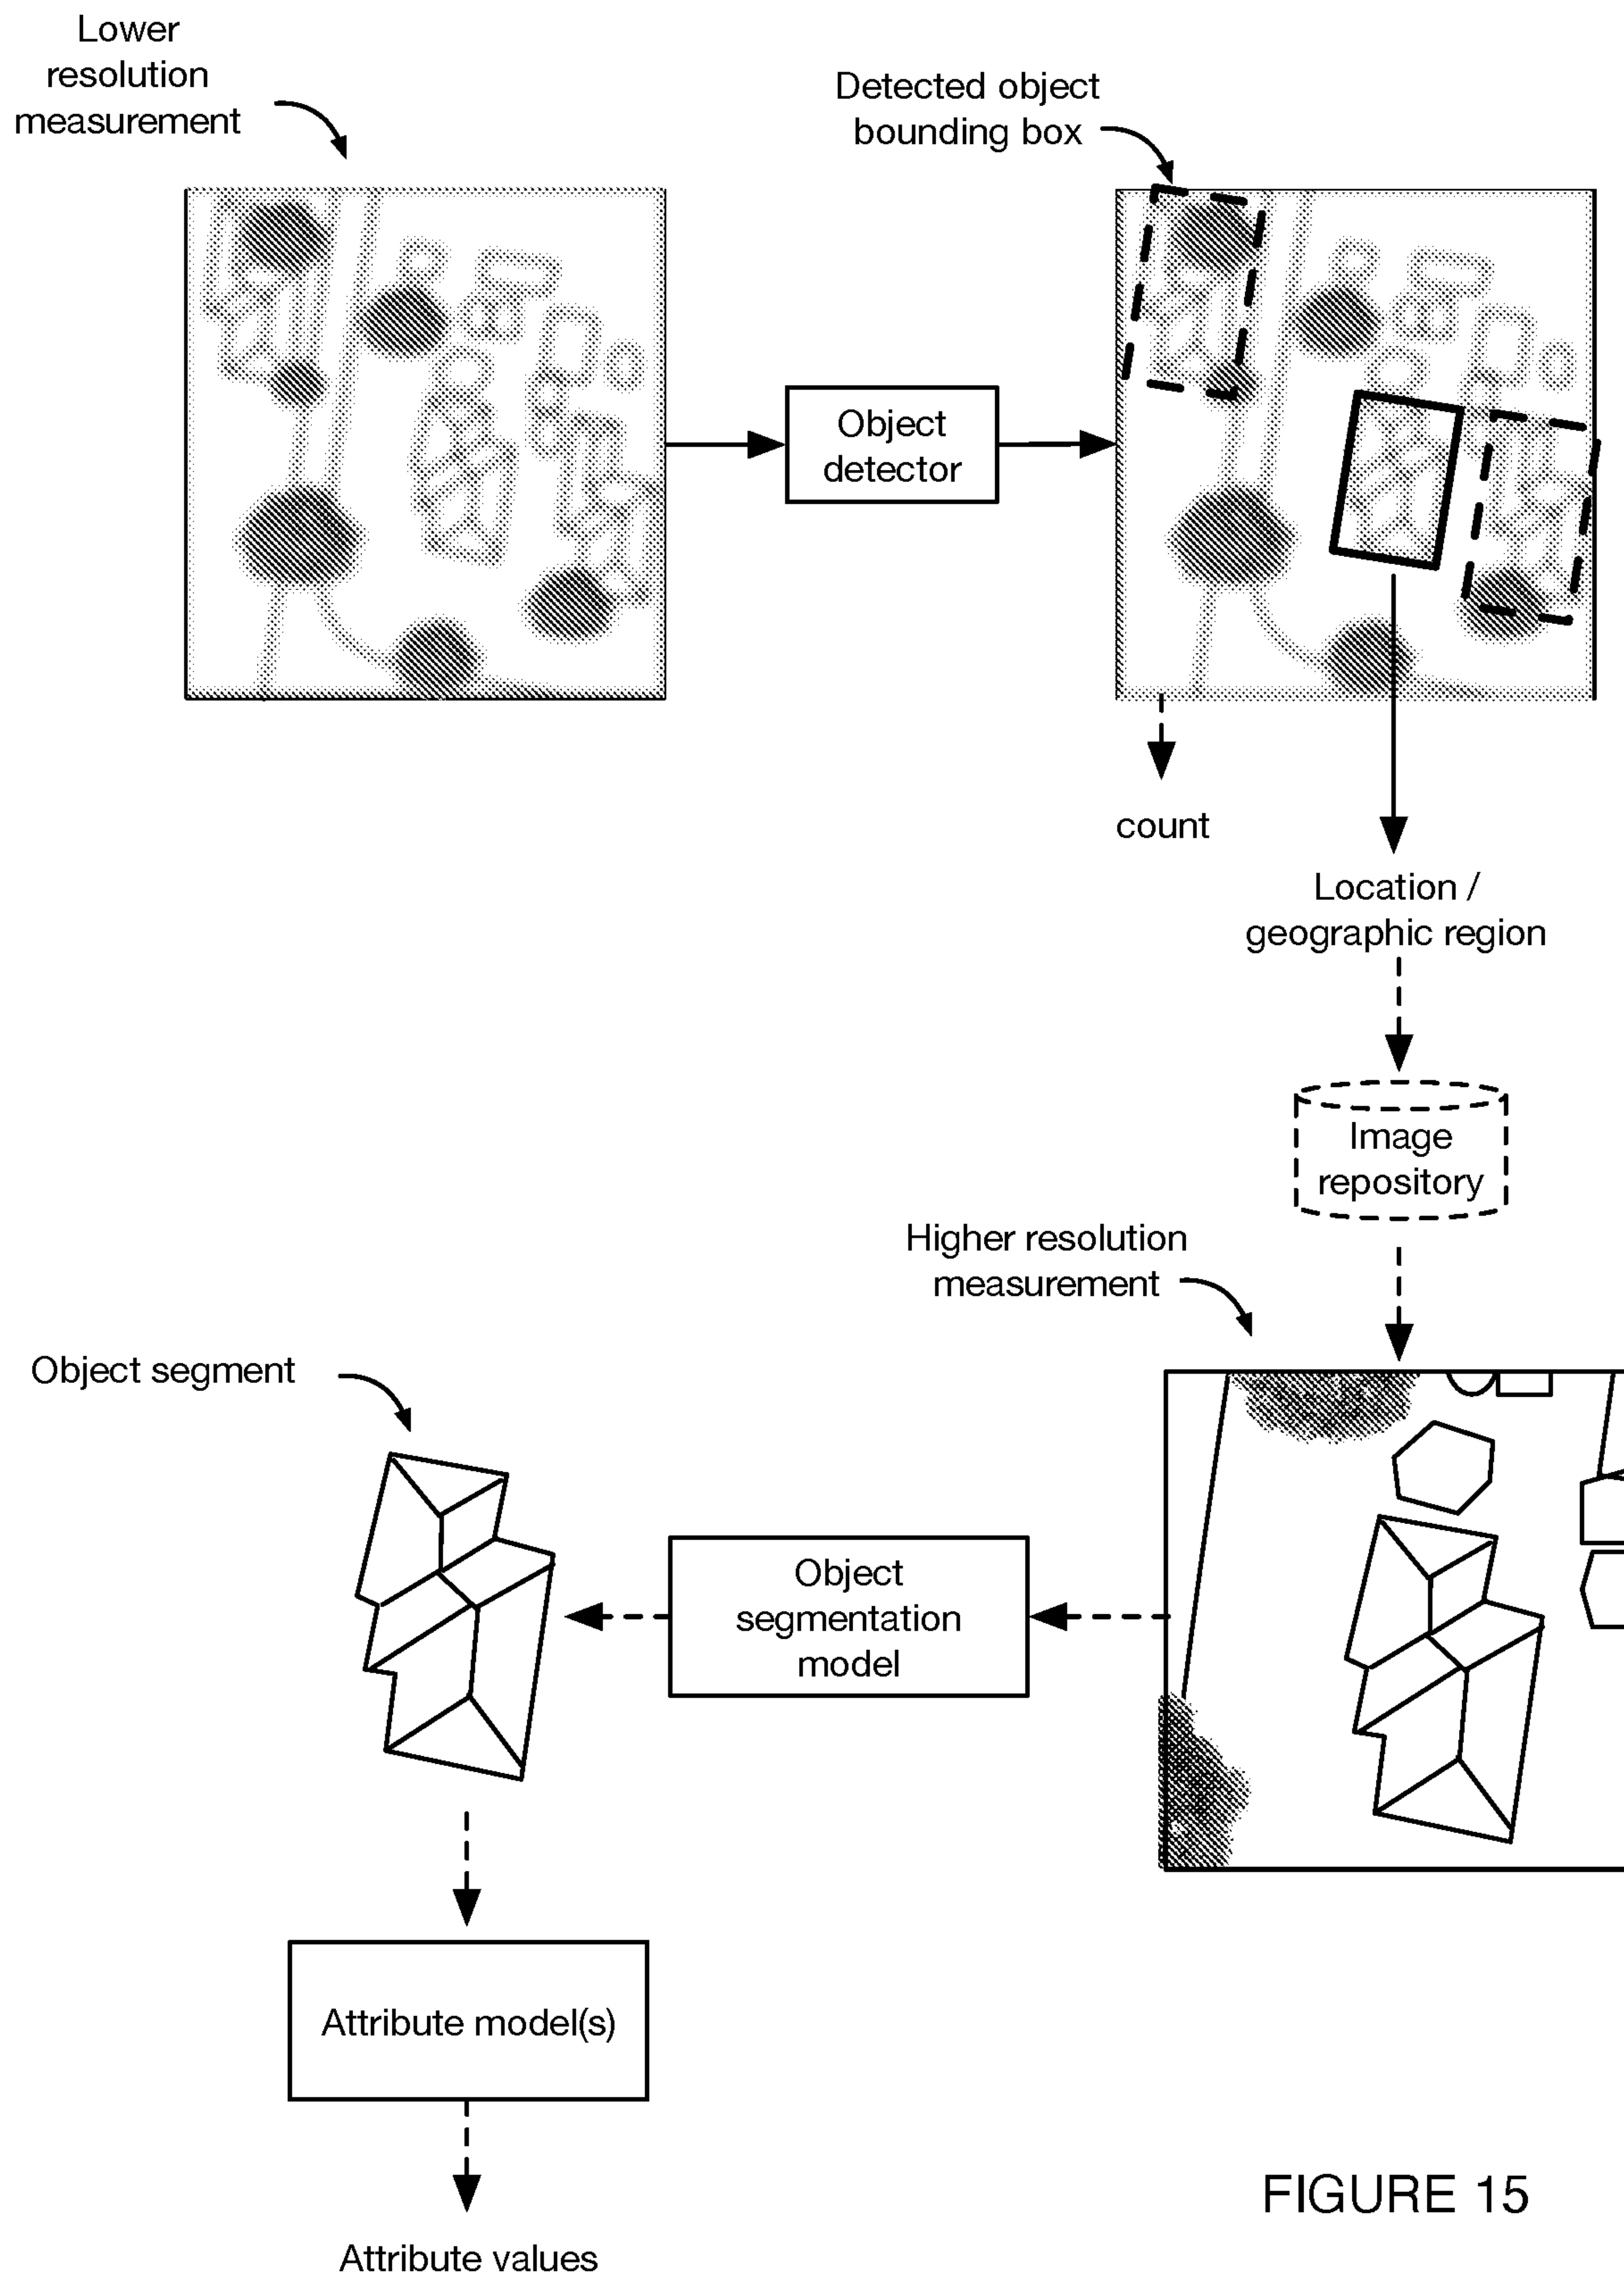 Lower
resolution
measurement
Detected object
bounding box
Object
detector
count
Location /
geographic region
Image
repository
Higher resolution
measurement
Object segment
Object
segmentation
model
Attribute model(s)
Attribute values
FIGURE 15